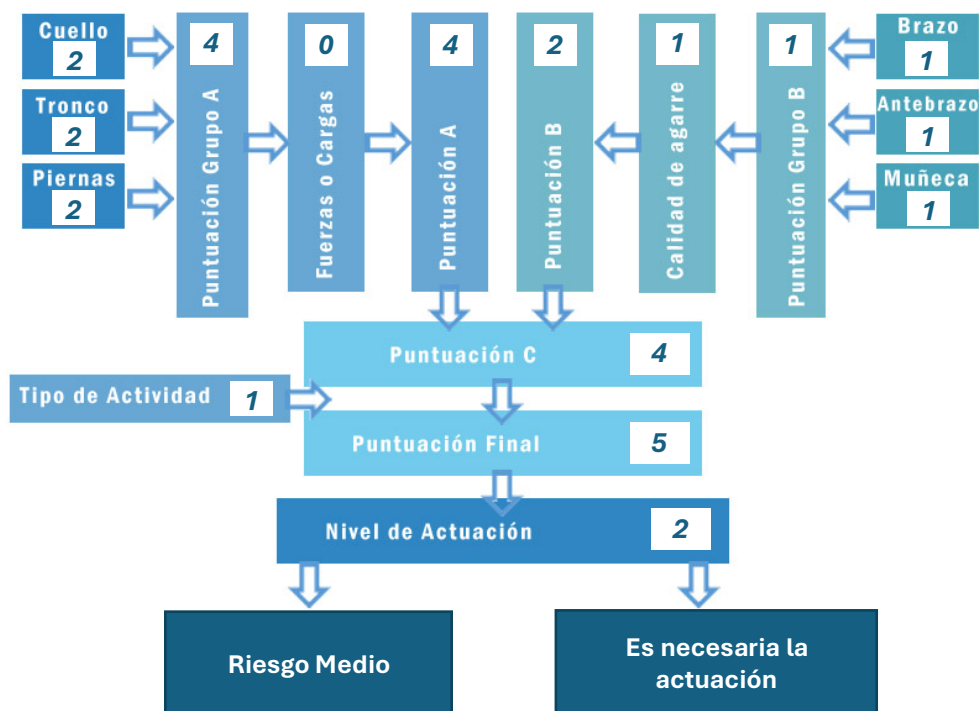 Cuello
2
Tronco
2
Piernas
2
4
Puntuación Grupo A
0
Fuerzas o Cargas
4
Puntuación A
2
Puntuación B
1
Calidad de agarre
1
Puntuación Grupo B
Brazo
1
Antebrazo
1
Muñeca
1
Puntuación C
4
Tipo de Actividad
1
Puntuación Final
5
Nivel de Actuación
2
Riesgo Medio
Es necesaria la
actuación